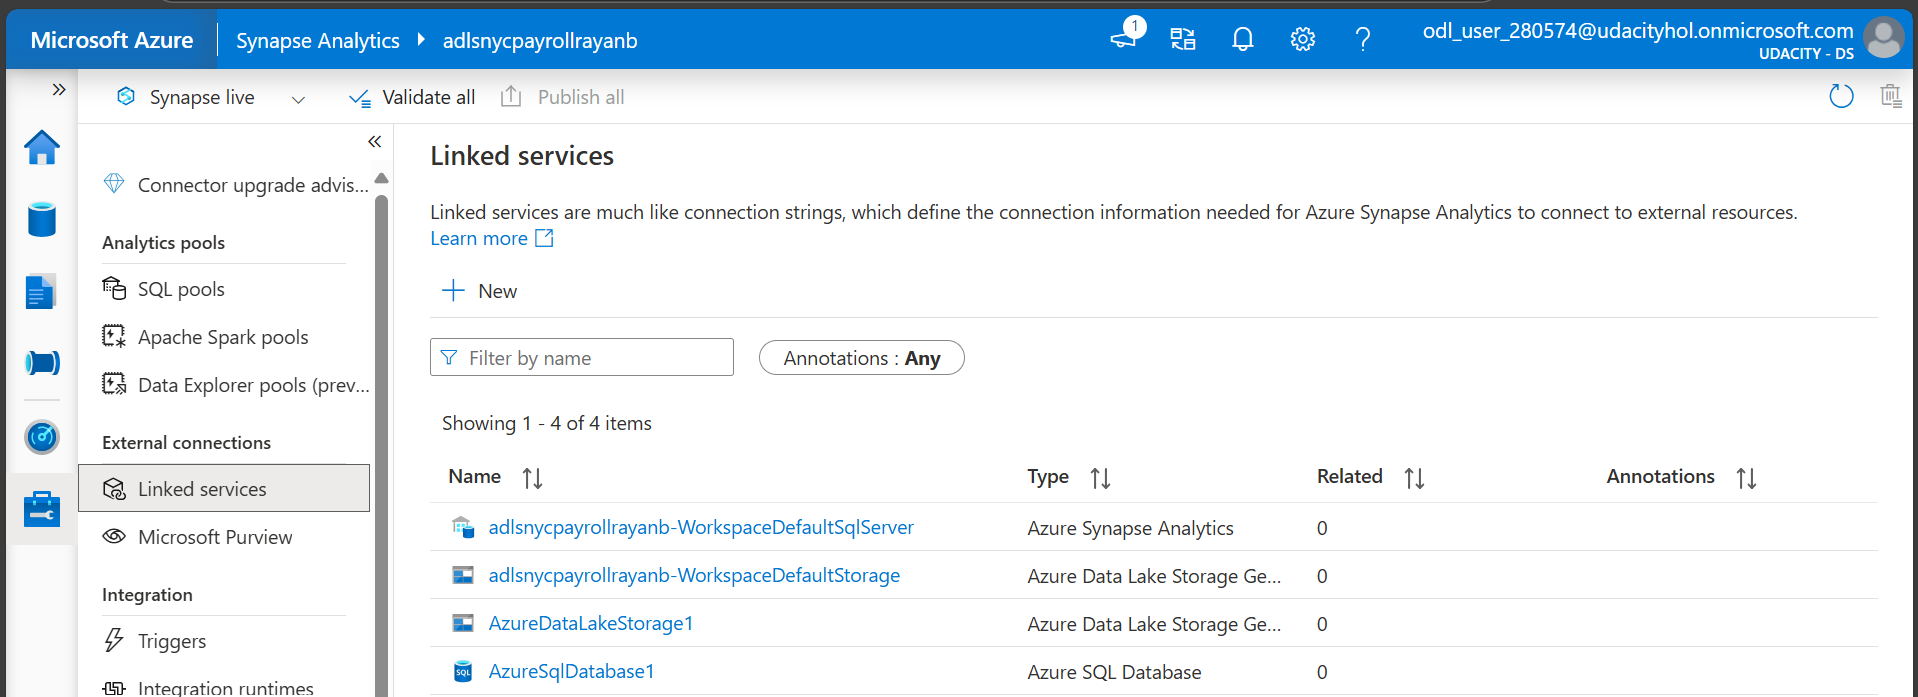 Microsoft Azure
Synapse Analytics
adlsnycpayrollrayanb
1
odl_user_280574@udacityhol.onmicrosoft.com
UDACITY - DS
Synapse live
Validate all
Publish all
Connector upgrade advis...
Analytics pools
SQL pools
Apache Spark pools
Data Explorer pools (prev...
External connections
Linked services
Microsoft Purview
Integration
Triggers
Integration runtimes
Linked services
Linked services are much like connection strings, which define the connection information needed for Azure Synapse Analytics to connect to external resources.
Learn more
New
Filter by name
Annotations : Any
Showing 1 - 4 of 4 items
Name Type Related Annotations
adlsnycpayrollrayanb-WorkspaceDefaultSqlServer Azure Synapse Analytics 0
adlsnycpayrollrayanb-WorkspaceDefaultStorage Azure Data Lake Storage Ge... 0
AzureDataLakeStorage1 Azure Data Lake Storage Ge... 0
SQL AzureSqlDatabase1 Azure SQL Database 0